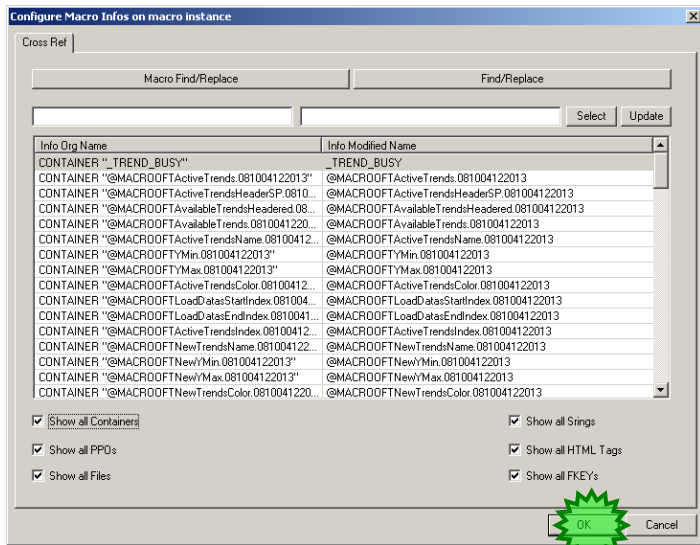 Configure Macro Infos on macro instance
Cross Ref
Macro Find/Replace Find/Replace
Select Update
Info Org Name Info Modified Name
CONTAINER "_TREND_BUSY" _TREND_BUSY
CONTAINER "@MACROOFTActiveTrends.081004122013" @MACROOFTActiveTrends.081004122013
CONTAINER "@MACROOFTActiveTrendsHeaderSP.0810... @MACROOFTActiveTrendsHeaderSP.081004122013
CONTAINER "@MACROOFTAvailableTrendsHeadered.08... @MACROOFTAvailableTrendsHeadered.081004122013
CONTAINER "@MACROOFTAvailableTrends.0810041220... @MACROOFTAvailableTrends.081004122013
CONTAINER "@MACROOFTActiveTrendsName.08100412... @MACROOFTActiveTrendsName.081004122013
CONTAINER "@MACROOFTYMin.081004122013" @MACROOFTYMin.081004122013
CONTAINER "@MACROOFTYMax.081004122013" @MACROOFTYMax.081004122013
CONTAINER "@MACROOFTActiveTrendsColor.08100412... @MACROOFTActiveTrendsColor.081004122013
CONTAINER "@MACROOFTLoadDatasStartIndex.081004... @MACROOFTLoadDatasStartIndex.081004122013
CONTAINER "@MACROOFTLoadDatasEndIndex.0810041... @MACROOFTLoadDatasEndIndex.081004122013
CONTAINER "@MACROOFTActiveTrendsIndex.0810412... @MACROOFTActiveTrendsIndex.081004122013
CONTAINER "@MACROOFTNewTrendsName.081004122... @MACROOFTNewTrendsName.081004122013
CONTAINER "@MACROOFTNewYMin.081004122013" @MACROOFTNewYMin.081004122013
CONTAINER "@MACROOFTNewYMax.081004122013" @MACROOFTNewYMax.081004122013
CONTAINER "@MACROOFTNewTrendsColor.0810041220... @MACROOFTNewTrendsColor.081004122013
Show all Containers Show all Srings
Show all PPOs Show all HTML Tags
Show all Files Show all FKEYs
OK Cancel